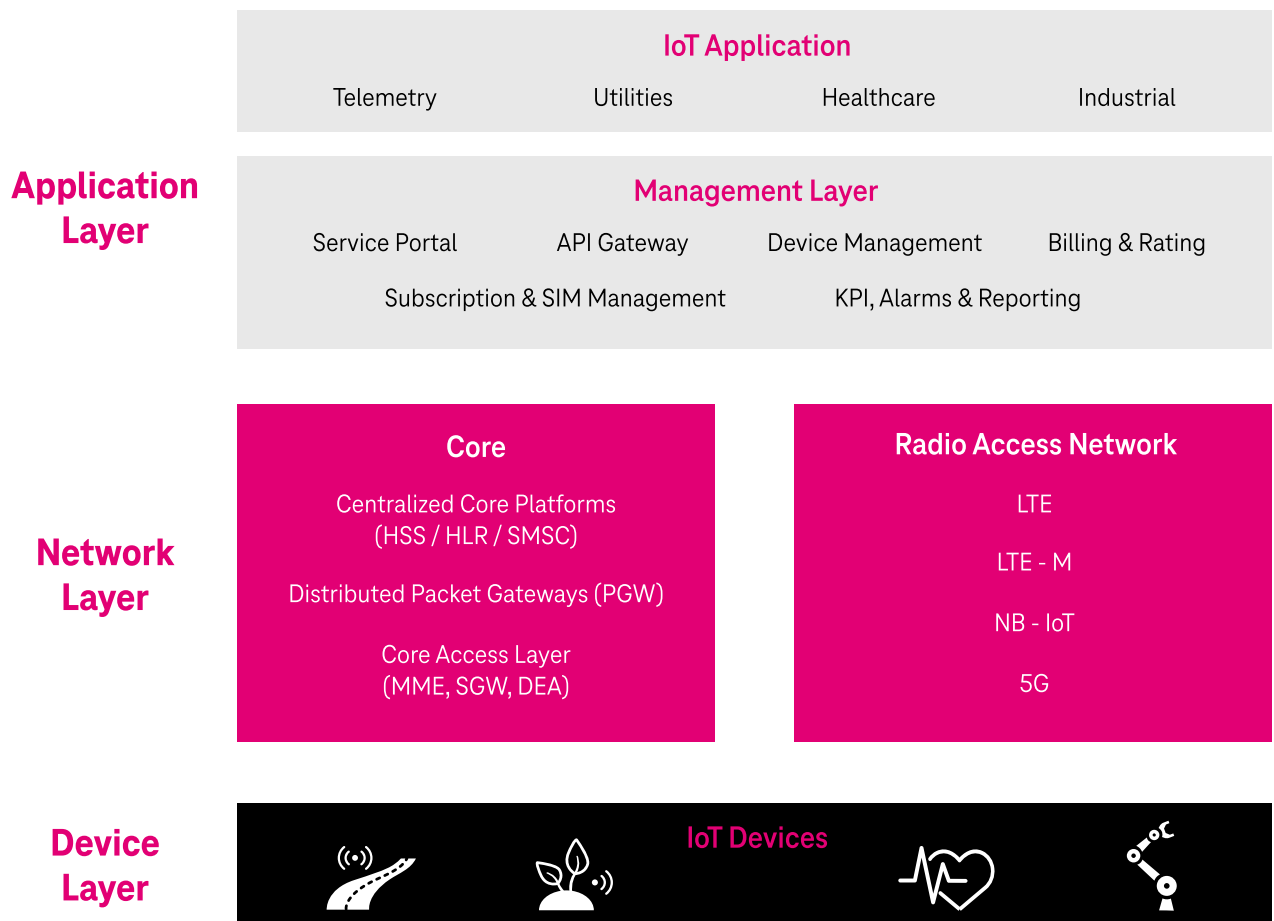 IoT Application
Telemetry
Utilities
Healthcare
Industrial
Application
Layer
Management Layer
Service Portal
API Gateway
Device Management
Billing & Rating
Subscription & SIM Management
KPI, Alarms & Reporting
Network
Layer
Core
Centralized Core Platforms
(HSS / HLR / SMSC)
Distributed Packet Gateways (PGW)
Core Access Layer
(MME, SGW, DEA)
Radio Access Network
LTE
LTE - M
NB - IoT
5G
Device
Layer
IoT Devices